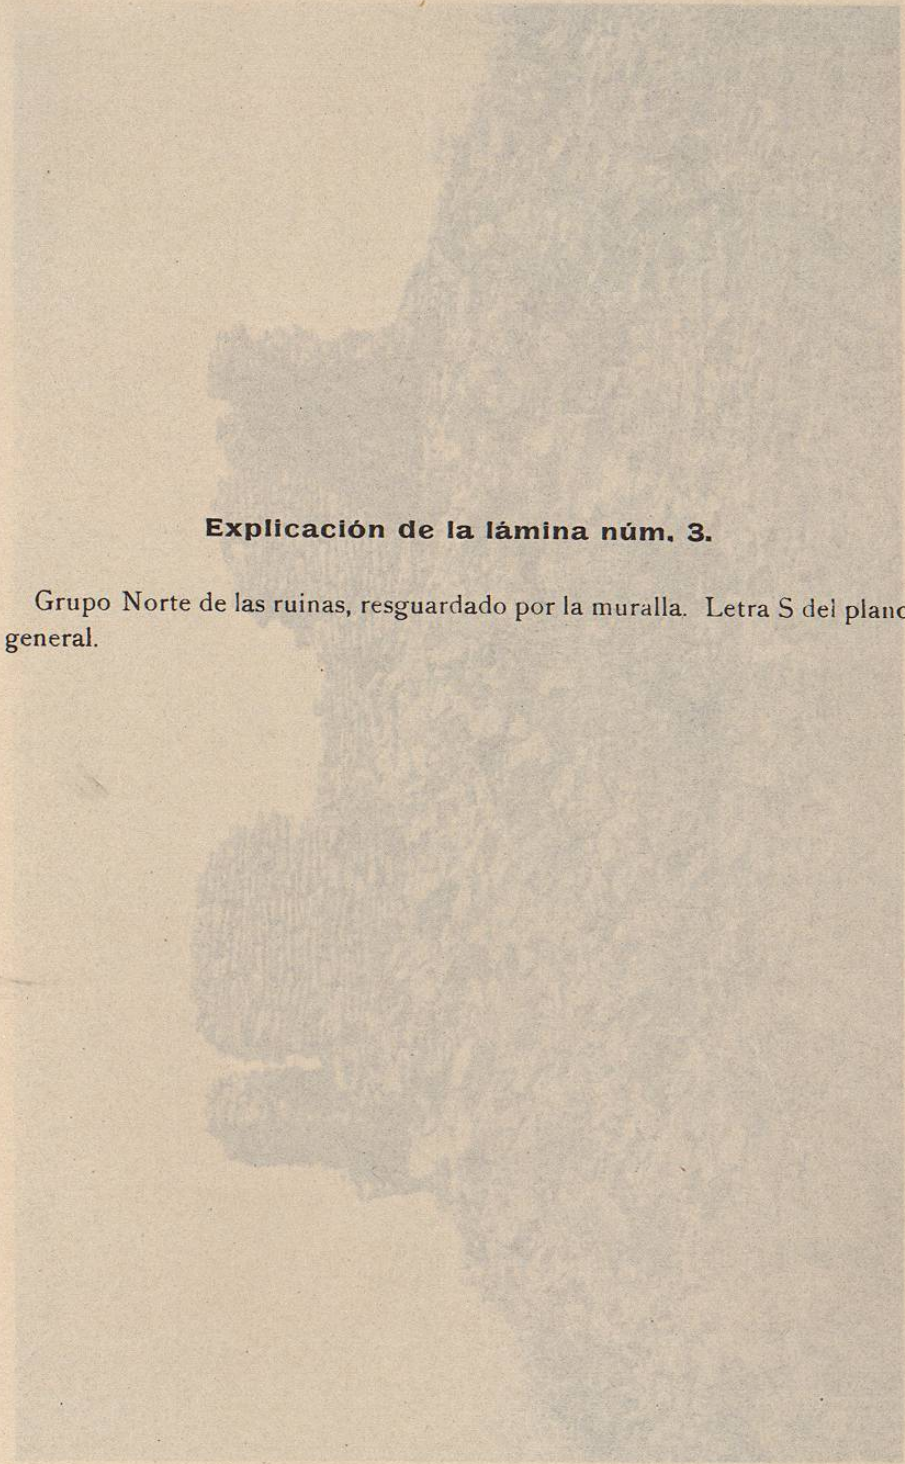 Explicación de la lámina núm. 3.
Grupo Norte de las ruinas, resguardado por la muralla. Letra S del plano
general.